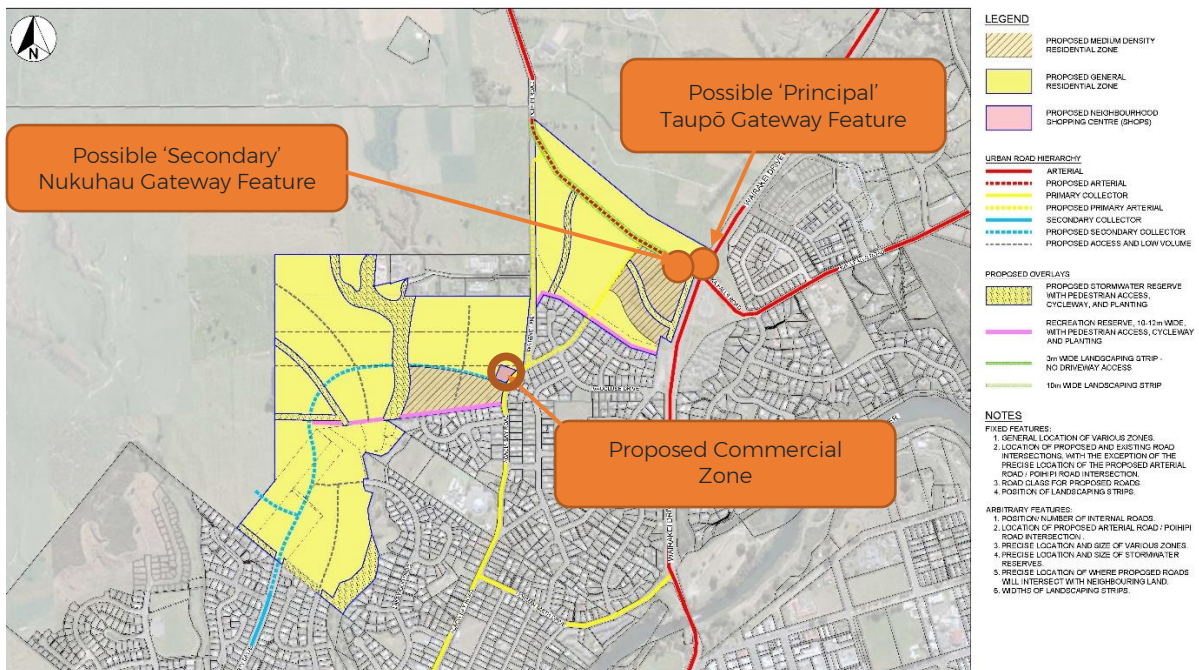 N
Possible ‘Principal’
Taupō Gateway Feature
Possible ‘Secondary’
Nukuhau Gateway Feature
Proposed Commercial
Zone
WAIRAKEI DRIVE
LEGEND
PROPOSED MEDIUM DENSITY
RESIDENTIAL ZONE
PROPOSED GENERAL
RESIDENTIAL ZONE
PROPOSED NEIGHBOURHOOD
SHOPPING CENTRE (SHOPS)
URBAN ROAD HIERARCHY
ARTERIAL
PROPOSED ARTERIAL
PRIMARY COLLECTOR
PROPOSED PRIMARY ARTERIAL
SECONDARY COLLECTOR
PROPOSED SECONDARY COLLECTOR
PROPOSED ACCESS AND LOW VOLUME
PROPOSED OVERLAYS
PROPOSED STORMWATER RESERVE
WITH PEDESTRIAN ACCESS,
CYCLEWAY, AND PLANTING
RECREATION RESERVE, 10-12m WIDE,
WITH PEDESTRIAN ACCESS, CYCLEWAY
AND PLANTING
3m WIDE LANDSCAPING STRIP -
NO DRIVEWAY ACCESS
10m WIDE LANDSCAPING STRIP
NOTES
FIXED FEATURES:
1. GENERAL LOCATION OF VARIOUS ZONES.
2. LOCATION OF PROPOSED AND EXISTING ROAD
INTERSECTIONS, WITH THE EXCEPTION OF THE
PRECISE LOCATION OF THE PROPOSED ARTERIAL
ROAD / POIHIPI ROAD INTERSECTION.
3. ROAD CLASS FOR PROPOSED ROADS.
4. POSITION OF LANDSCAPING STRIPS.
ARBITRARY FEATURES:
1. POSITION/ NUMBER OF INTERNAL ROADS.
2. LOCATION OF PROPOSED ARTERIAL ROAD / POIHIPI
ROAD INTERSECTION .
3. PRECISE LOCATION AND SIZE OF VARIOUS ZONES.
4. PRECISE LOCATION AND SIZE OF STORMWATER
RESERVES.
5. PRECISE LOCATION OF WHERE PROPOSED ROADS
WILL INTERSECT WITH NEIGHBOURING LAND.
6. WIDTHS OF LANDSCAPING STRIPS.